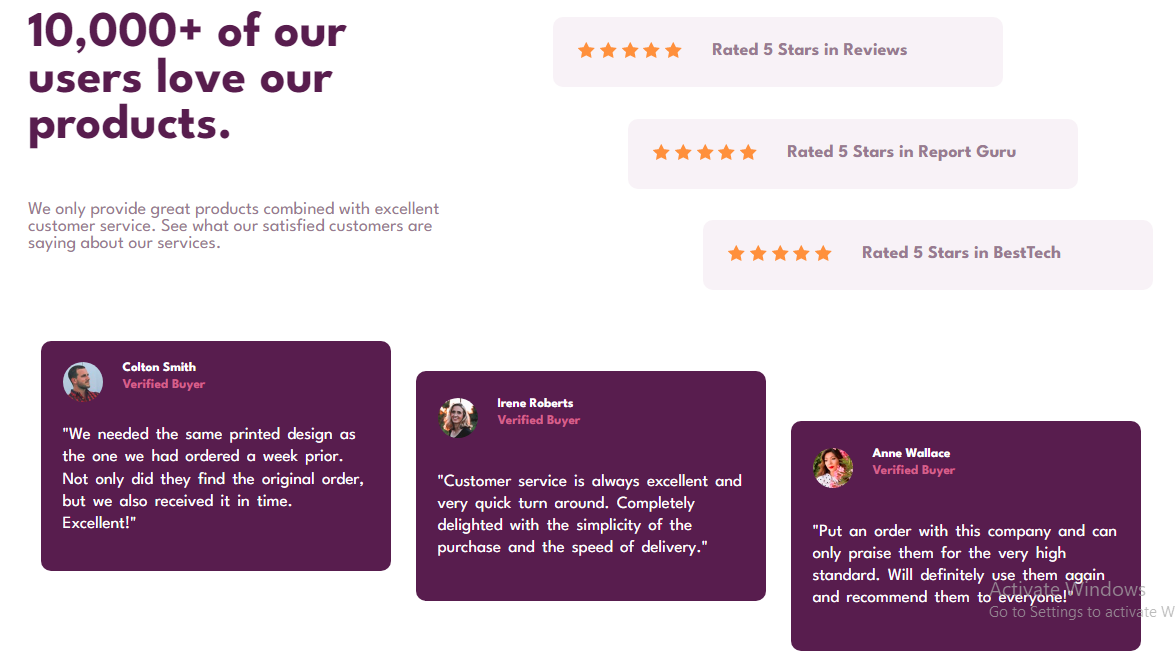 10,000+ of our
users love our
products.
We only provide great products combined with excellent
customer service. See what our satisfied customers are
saying about our services.
Rated 5 Stars in Reviews
Rated 5 Stars in Report Guru
Rated 5 Stars in BestTech
Colton Smith
Verified Buyer
"We needed the same printed design as
the one we had ordered a week prior.
Not only did they find the original order,
but we also received it in time.
Excellent!"
Irene Roberts
Verified Buyer
"Customer service is always excellent and
very quick turn around. Completely
delighted with the simplicity of the
purchase and the speed of delivery."
Anne Wallace
Verified Buyer
"Put an order with this company and can
only praise them for the very high
standard. Will definitely use them again
and recommend them to everyone!"
Activate Windows
Go to Settings to activate W